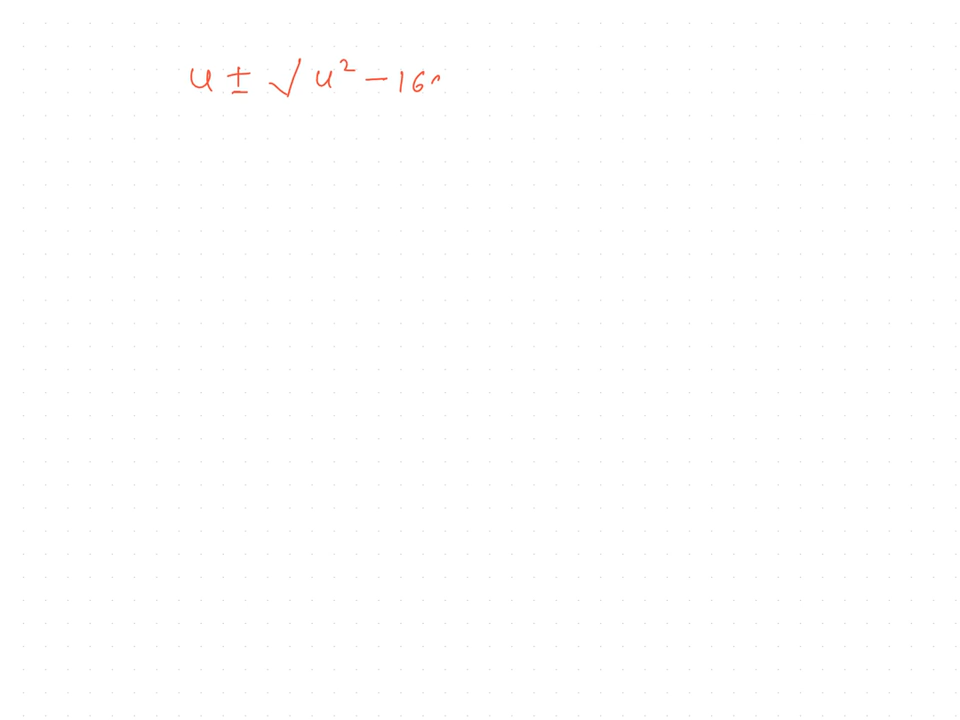 u ± √ u² - 16